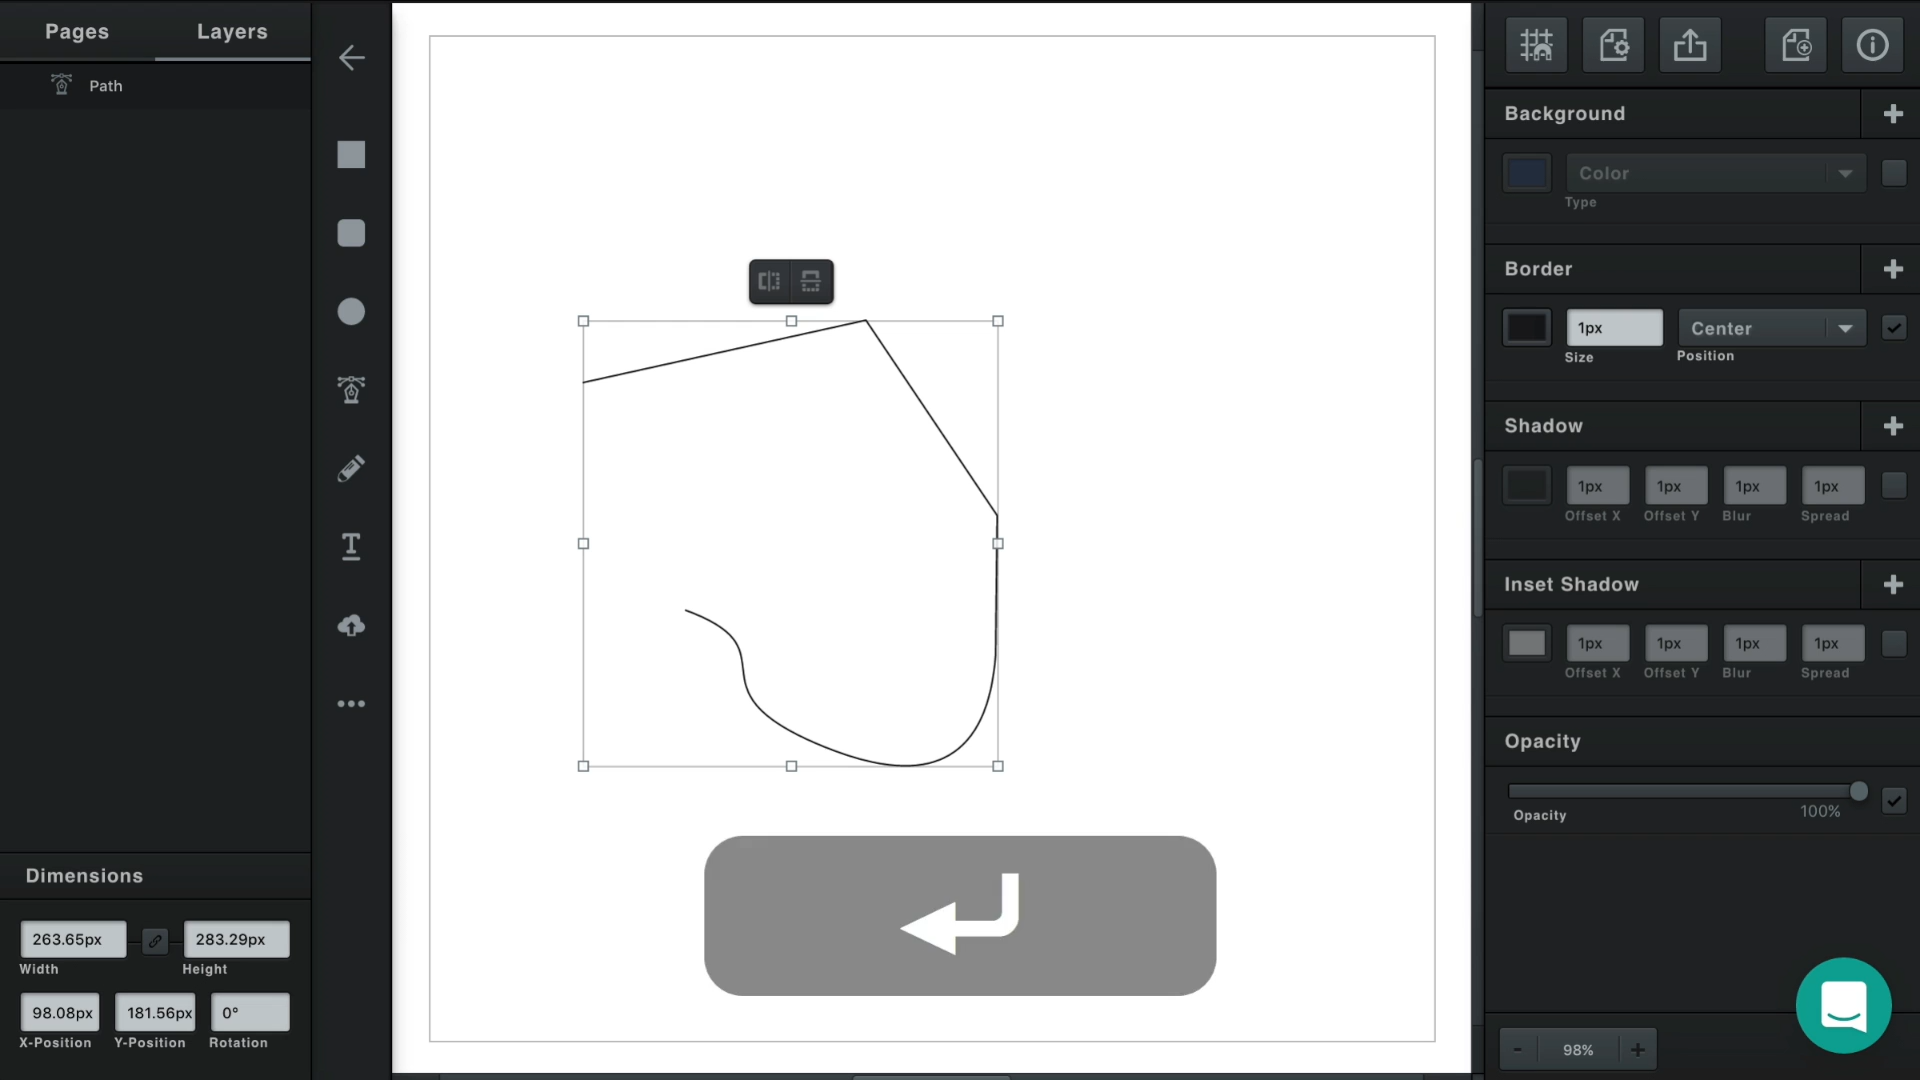 Pages
Layers
Path
Background
Color
Type
Border
1px
Center
Size
Position
Shadow
1px
1px
1px
1px
Offset X
Offset Y
Blur
Spread
Inset Shadow
1px
1px
1px
1px
Offset X
Offset Y
Blur
Spread
Opacity
Opacity
100%
Dimensions
263.65px
283.29px
Width
Height
98.08px
181.56px
0°
X-Position
Y-Position
Rotation
-
98%
+